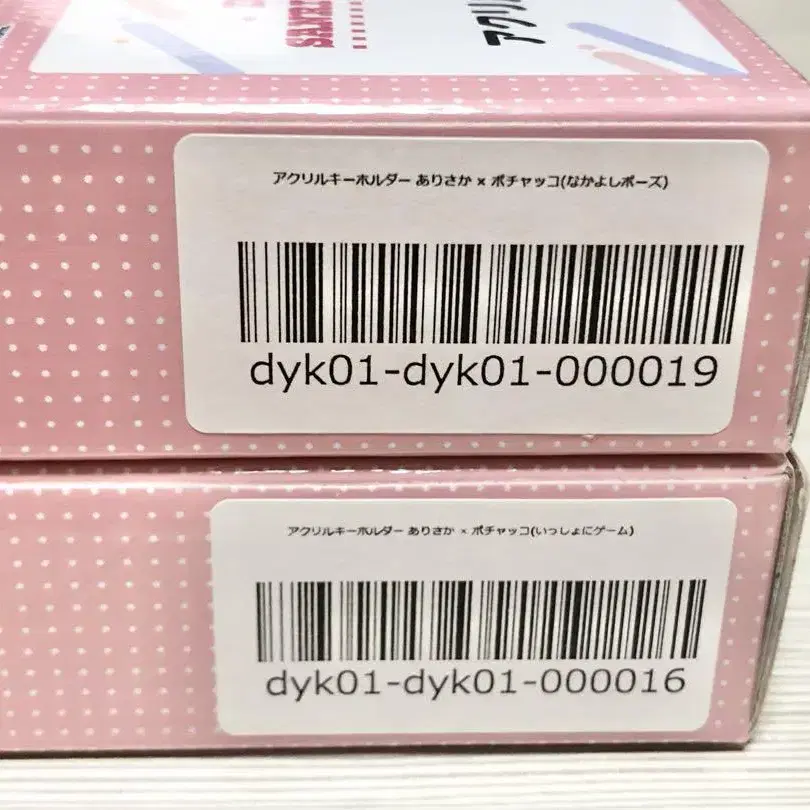 アクリ
アクリルキーホルダー ありさか × ポチャッコ(なかよしポーズ)
dyk01-dyk01-000019
アクリルキーホルダー ありさか × ポチャッコ(いっしょにゲーム)
dyk01-dyk01-000016